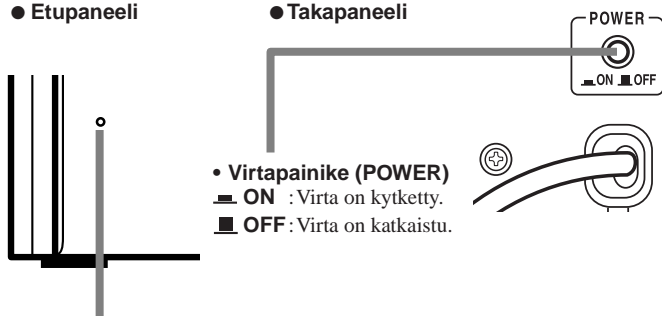 ● Etupaneeli
● Takapaneeli
POWER
ON OFF
• Virtapainike (POWER)
ON : Virta on kytketty.
OFF : Virta on katkaistu.